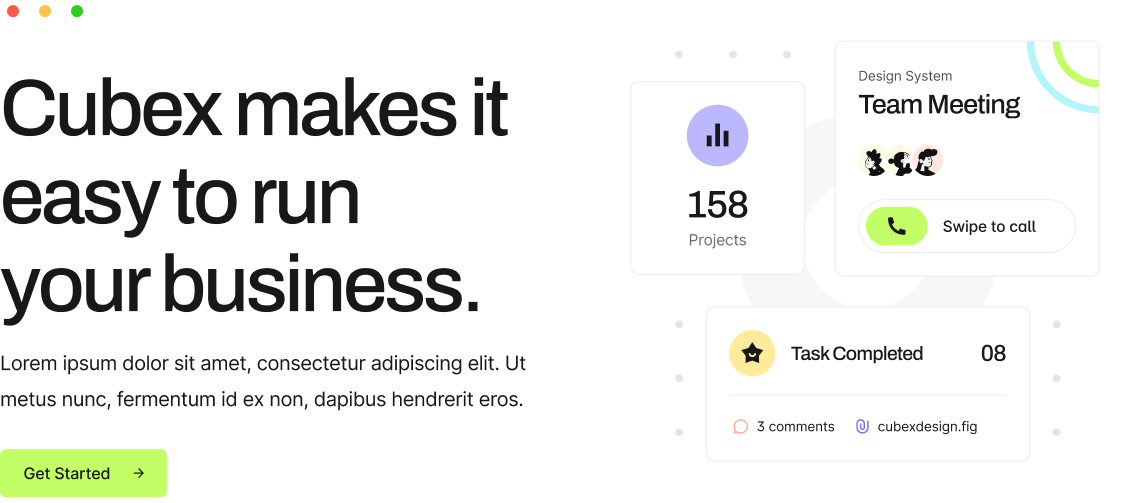 Cubex makes it
easy to run
your business.
Lorem ipsum dolor sit amet, consectetur adipiscing elit. Ut
metus nunc, fermentum id ex non, dapibus hendrerit eros.
Get Started
158
Projects
Design System
Team Meeting
Swipe to call
Task Completed 08
3 comments cubexdesign.fig